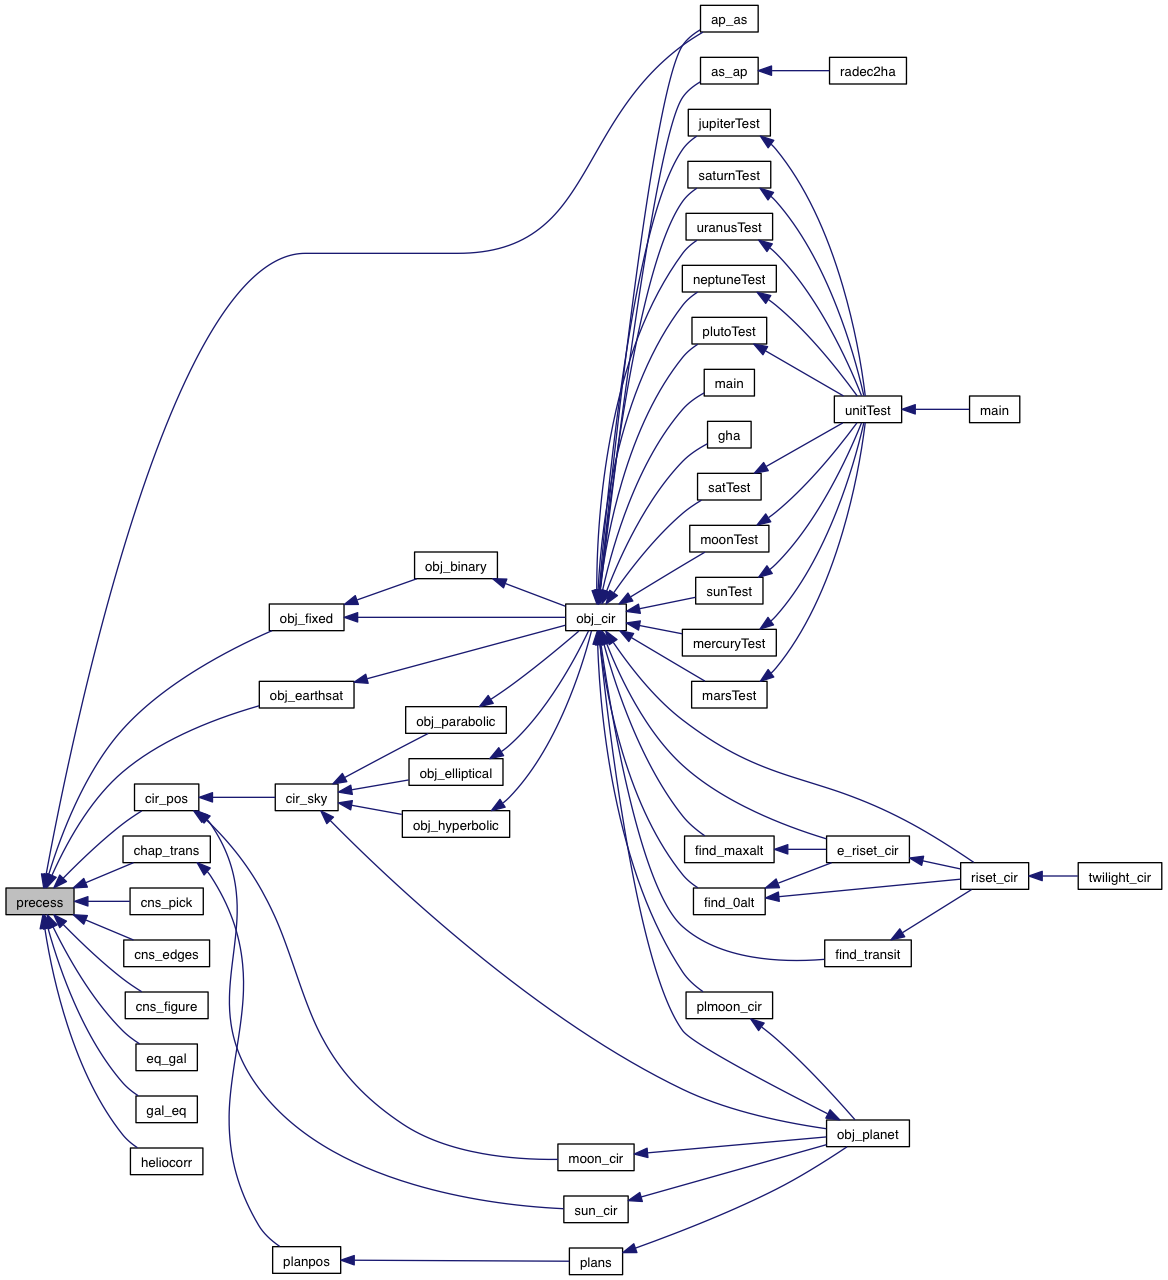 ap_as
as_ap
radec2ha
jupiterTest
saturnTest
uranusTest
neptuneTest
plutoTest
main
unitTest
main
gha
satTest
moonTest
obj_binary
sunTest
obj_fixed
obj_cir
mercuryTest
obj_earthsat
marsTest
obj_parabolic
obj_elliptical
cir_pos
cir_sky
obj_hyperbolic
chap_trans
find_maxalt
e_riset_cir
riset_cir
twilight_cir
precess
cns_pick
find_0alt
cns_edges
find_transit
cns_figure
plmoon_cir
eq_gal
gal_eq
obj_planet
heliocorr
moon_cir
sun_cir
planpos
plans